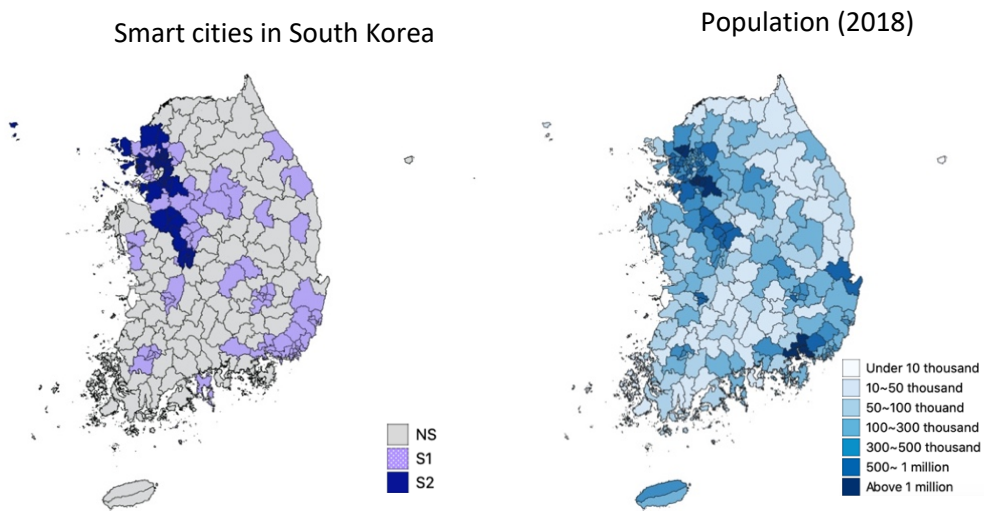 Smart cities in South Korea
Population (2018)
NS
S1
S2
Under 10 thousand
10~50 thousand
50~100 thouand
100~300 thousand
300~500 thousand
500~ 1 million
Above 1 million